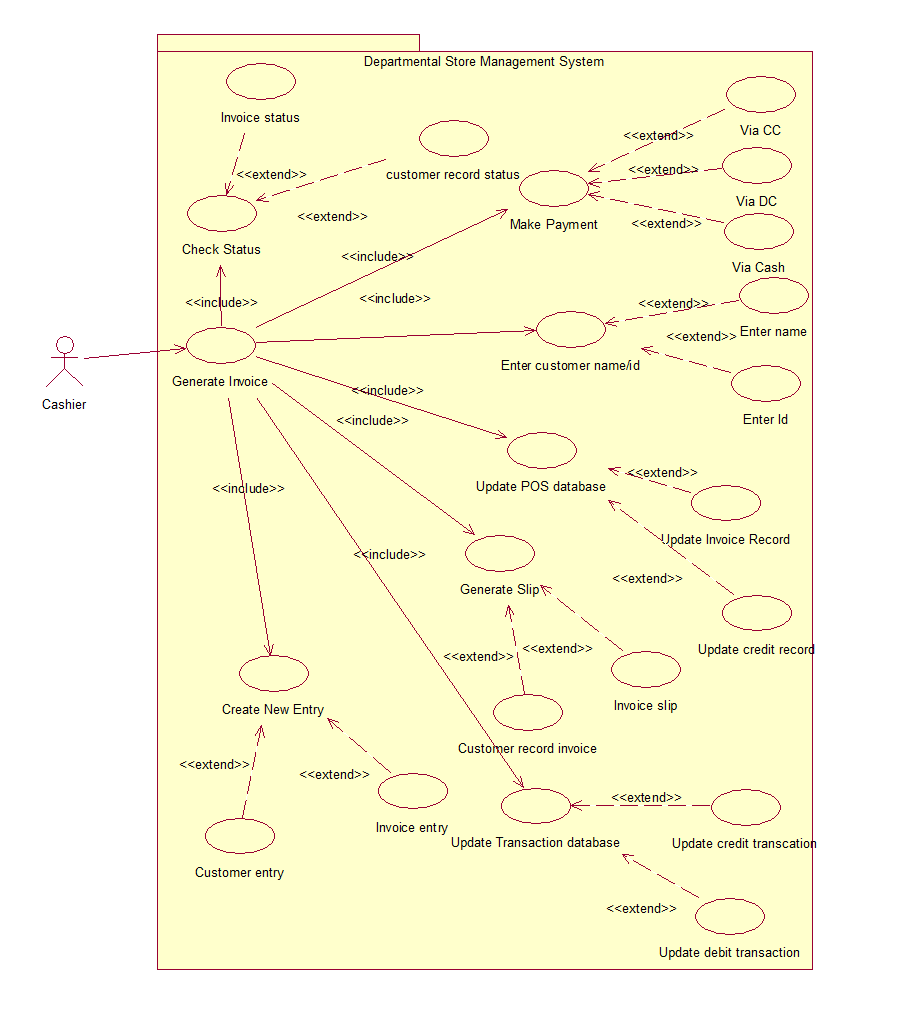 Departmental Store Management System
Invoice status
customer record status
Via CC
<<extend>>
<<extend>>
<<extend>>
Via DC
<<extend>>
Make Payment
<<extend>>
Check Status
<<include>>
Via Cash
<<include>>
<<include>>
<<extend>>
Enter name
<<extend>>
Enter customer name/id
Generate Invoice
Cashier
<<include>>
<<include>>
Enter Id
<<extend>>
Update POS database
<<include>>
Update Invoice Record
<<include>>
<<extend>>
Generate Slip
<<extend>>
<<extend>>
Update credit record
Invoice slip
Create New Entry
Customer record invoice
<<extend>>
<<extend>>
<<extend>>
Invoice entry
Update Transaction database
Update credit transcation
Customer entry
<<extend>>
Update debit transaction